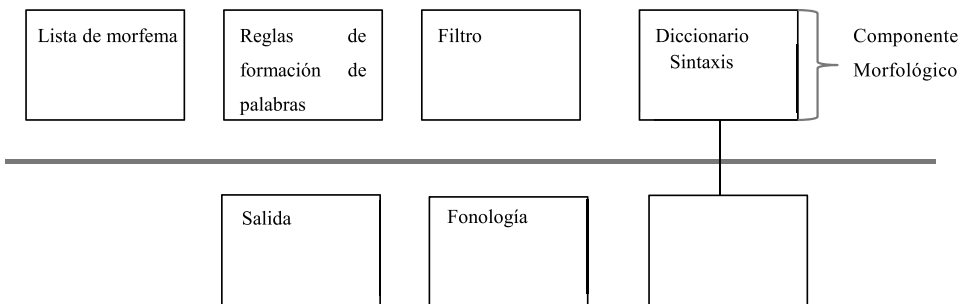 Lista de morfema
Reglas de
formación de
palabras
Filtro
Diccionario
Sintaxis
Componente
Morfológico
Salida
Fonología